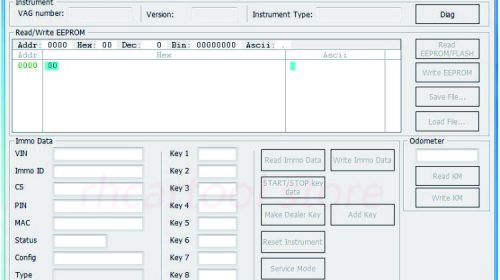 Instrument
VAG number: Version: Instrument Type: Diag
Read/Write EEPROM
Addr: 0000 Hex: 00 Dec: 0 Bin: 00000000 Ascii: .
Addr Hex Ascii
0000 00
Read EEPROM/FLASH
Write EEPROM
Save File...
Load File...
Immo Data
VIN
Immo ID
CS
PIN
MAC
Status
Config
Type
Key 1
Key 2
Key 3
Key 4
Key 5
Key 6
Key 7
Key 8
Read Immo Data Write Immo Data
START/STOP key data
Make Dealer Key Add Key
Reset Instrument
Service Mode
Odometer
Read KM
Write KM